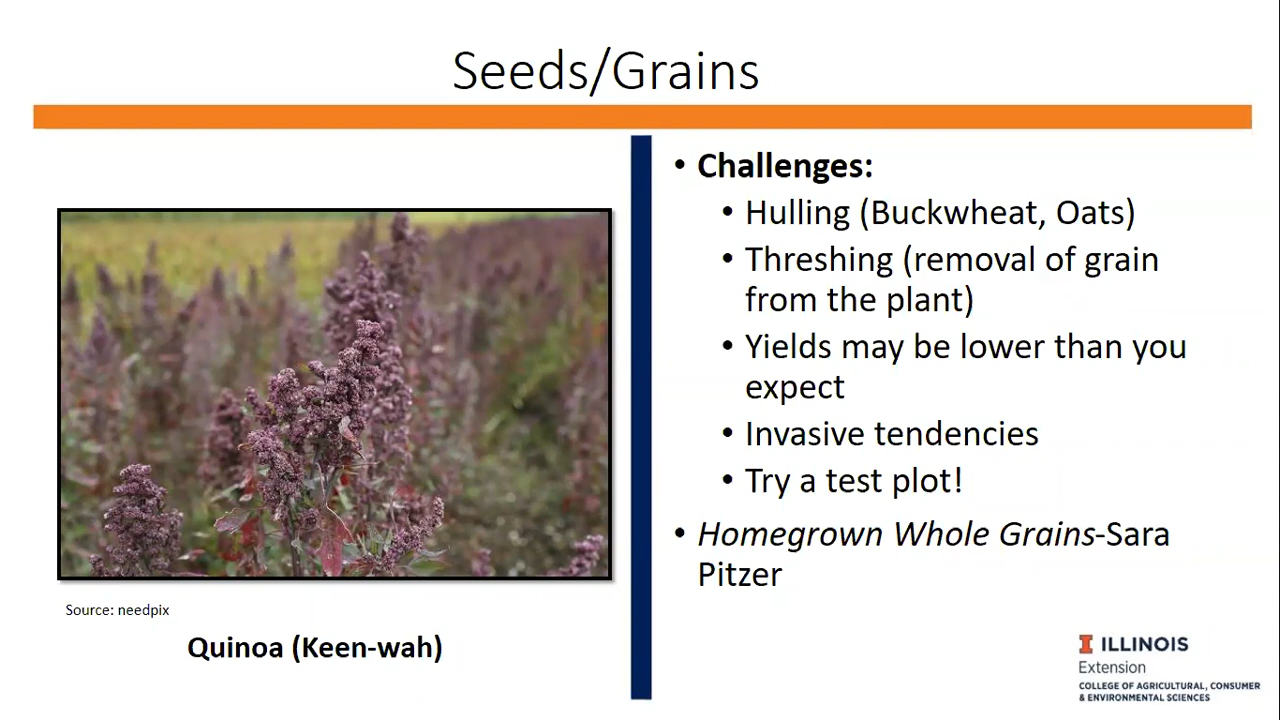 Seeds/Grains
Source: needpix
Quinoa (Keen-wah)
• Challenges:
• Hulling (Buckwheat, Oats)
• Threshing (removal of grain
from the plant)
• Yields may be lower than you
expect
• Invasive tendencies
• Try a test plot!
• Homegrown Whole Grains-Sara
Pitzer
I ILLINOIS
Extension
COLLEGE OF AGRICULTURAL, CONSUMER
& ENVIRONMENTAL SCIENCES